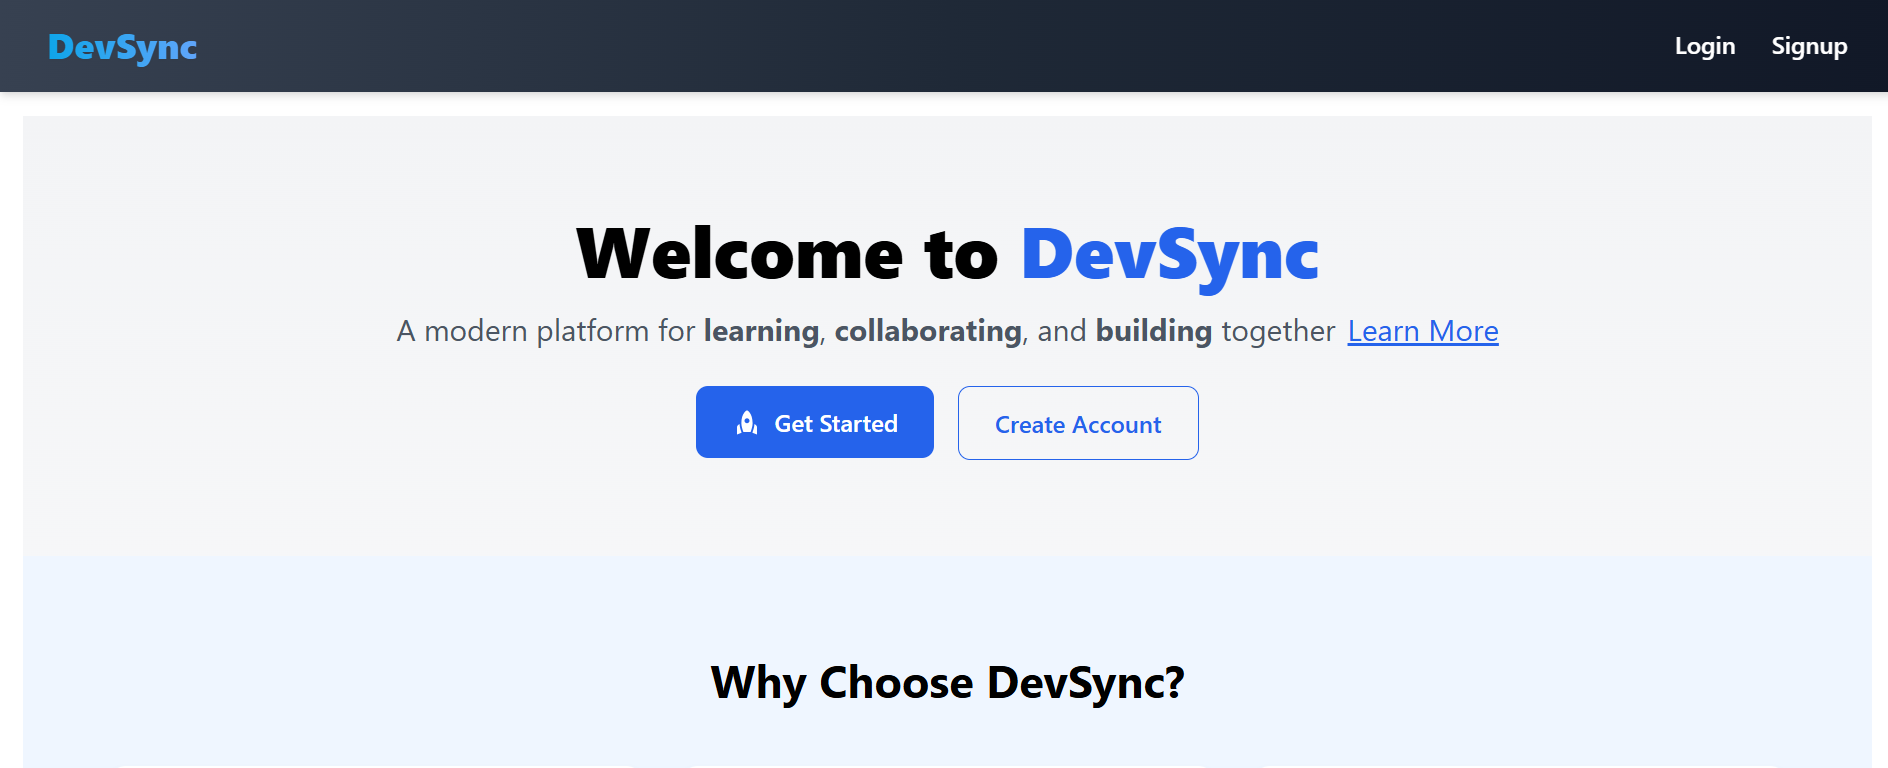 DevSync
Login Signup
Welcome to DevSync
A modern platform for learning, collaborating, and building together Learn More
Get Started
Create Account
Why Choose DevSync?